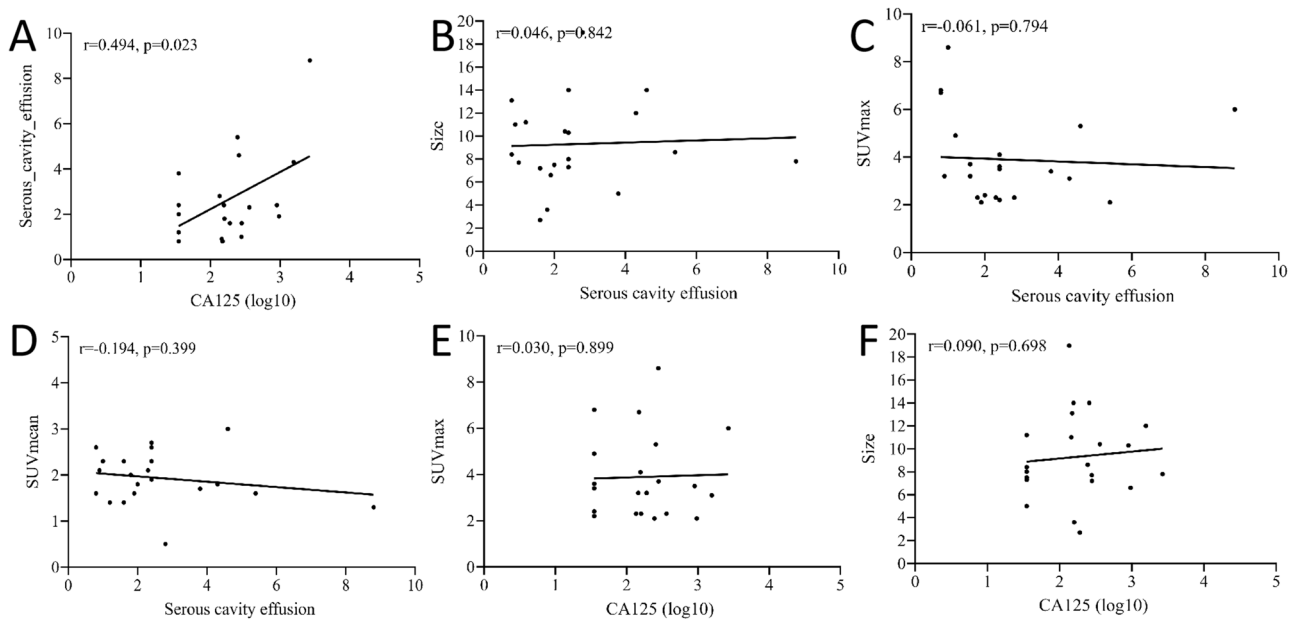 A
r=0.494, p=0.023
Serous_cavity_effusion
10
8
6
4
2
0
0 1 2 3 4 5
CA125 (log10)
B
r=0.046, p=0.842
Size
20
18
16
14
12
10
8
6
4
2
0
0 2 4 6 8 10
Serous cavity effusion
C
r=-0.061, p=0.794
SUVmax
10
8
6
4
2
0
0 2 4 6 8 10
Serous cavity effusion
D
r=-0.194, p=0.399
SUVmean
5
4
3
2
1
0
0 2 4 6 8 10
Serous cavity effusion
E
r=0.030, p=0.899
SUVmax
10
8
6
4
2
0
0 1 2 3 4 5
CA125 (log10)
F
r=0.090, p=0.698
Size
20
18
16
14
12
10
8
6
4
2
0
0 1 2 3 4 5
CA125 (log10)